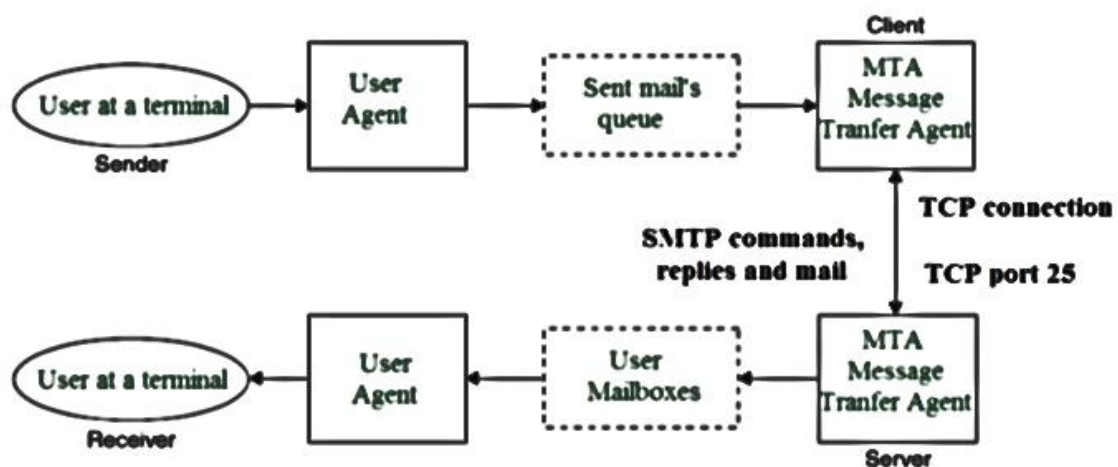 Client
User at a terminal
Sender
User
Agent
Sent mail's
queue
MTA
Message
Tranfer Agent
TCP connection
SMTP commands,
replies and mail
TCP port 25
User at a terminal
Receiver
User
Agent
User
Mailboxes
MTA
Message
Tranfer Agent
Server